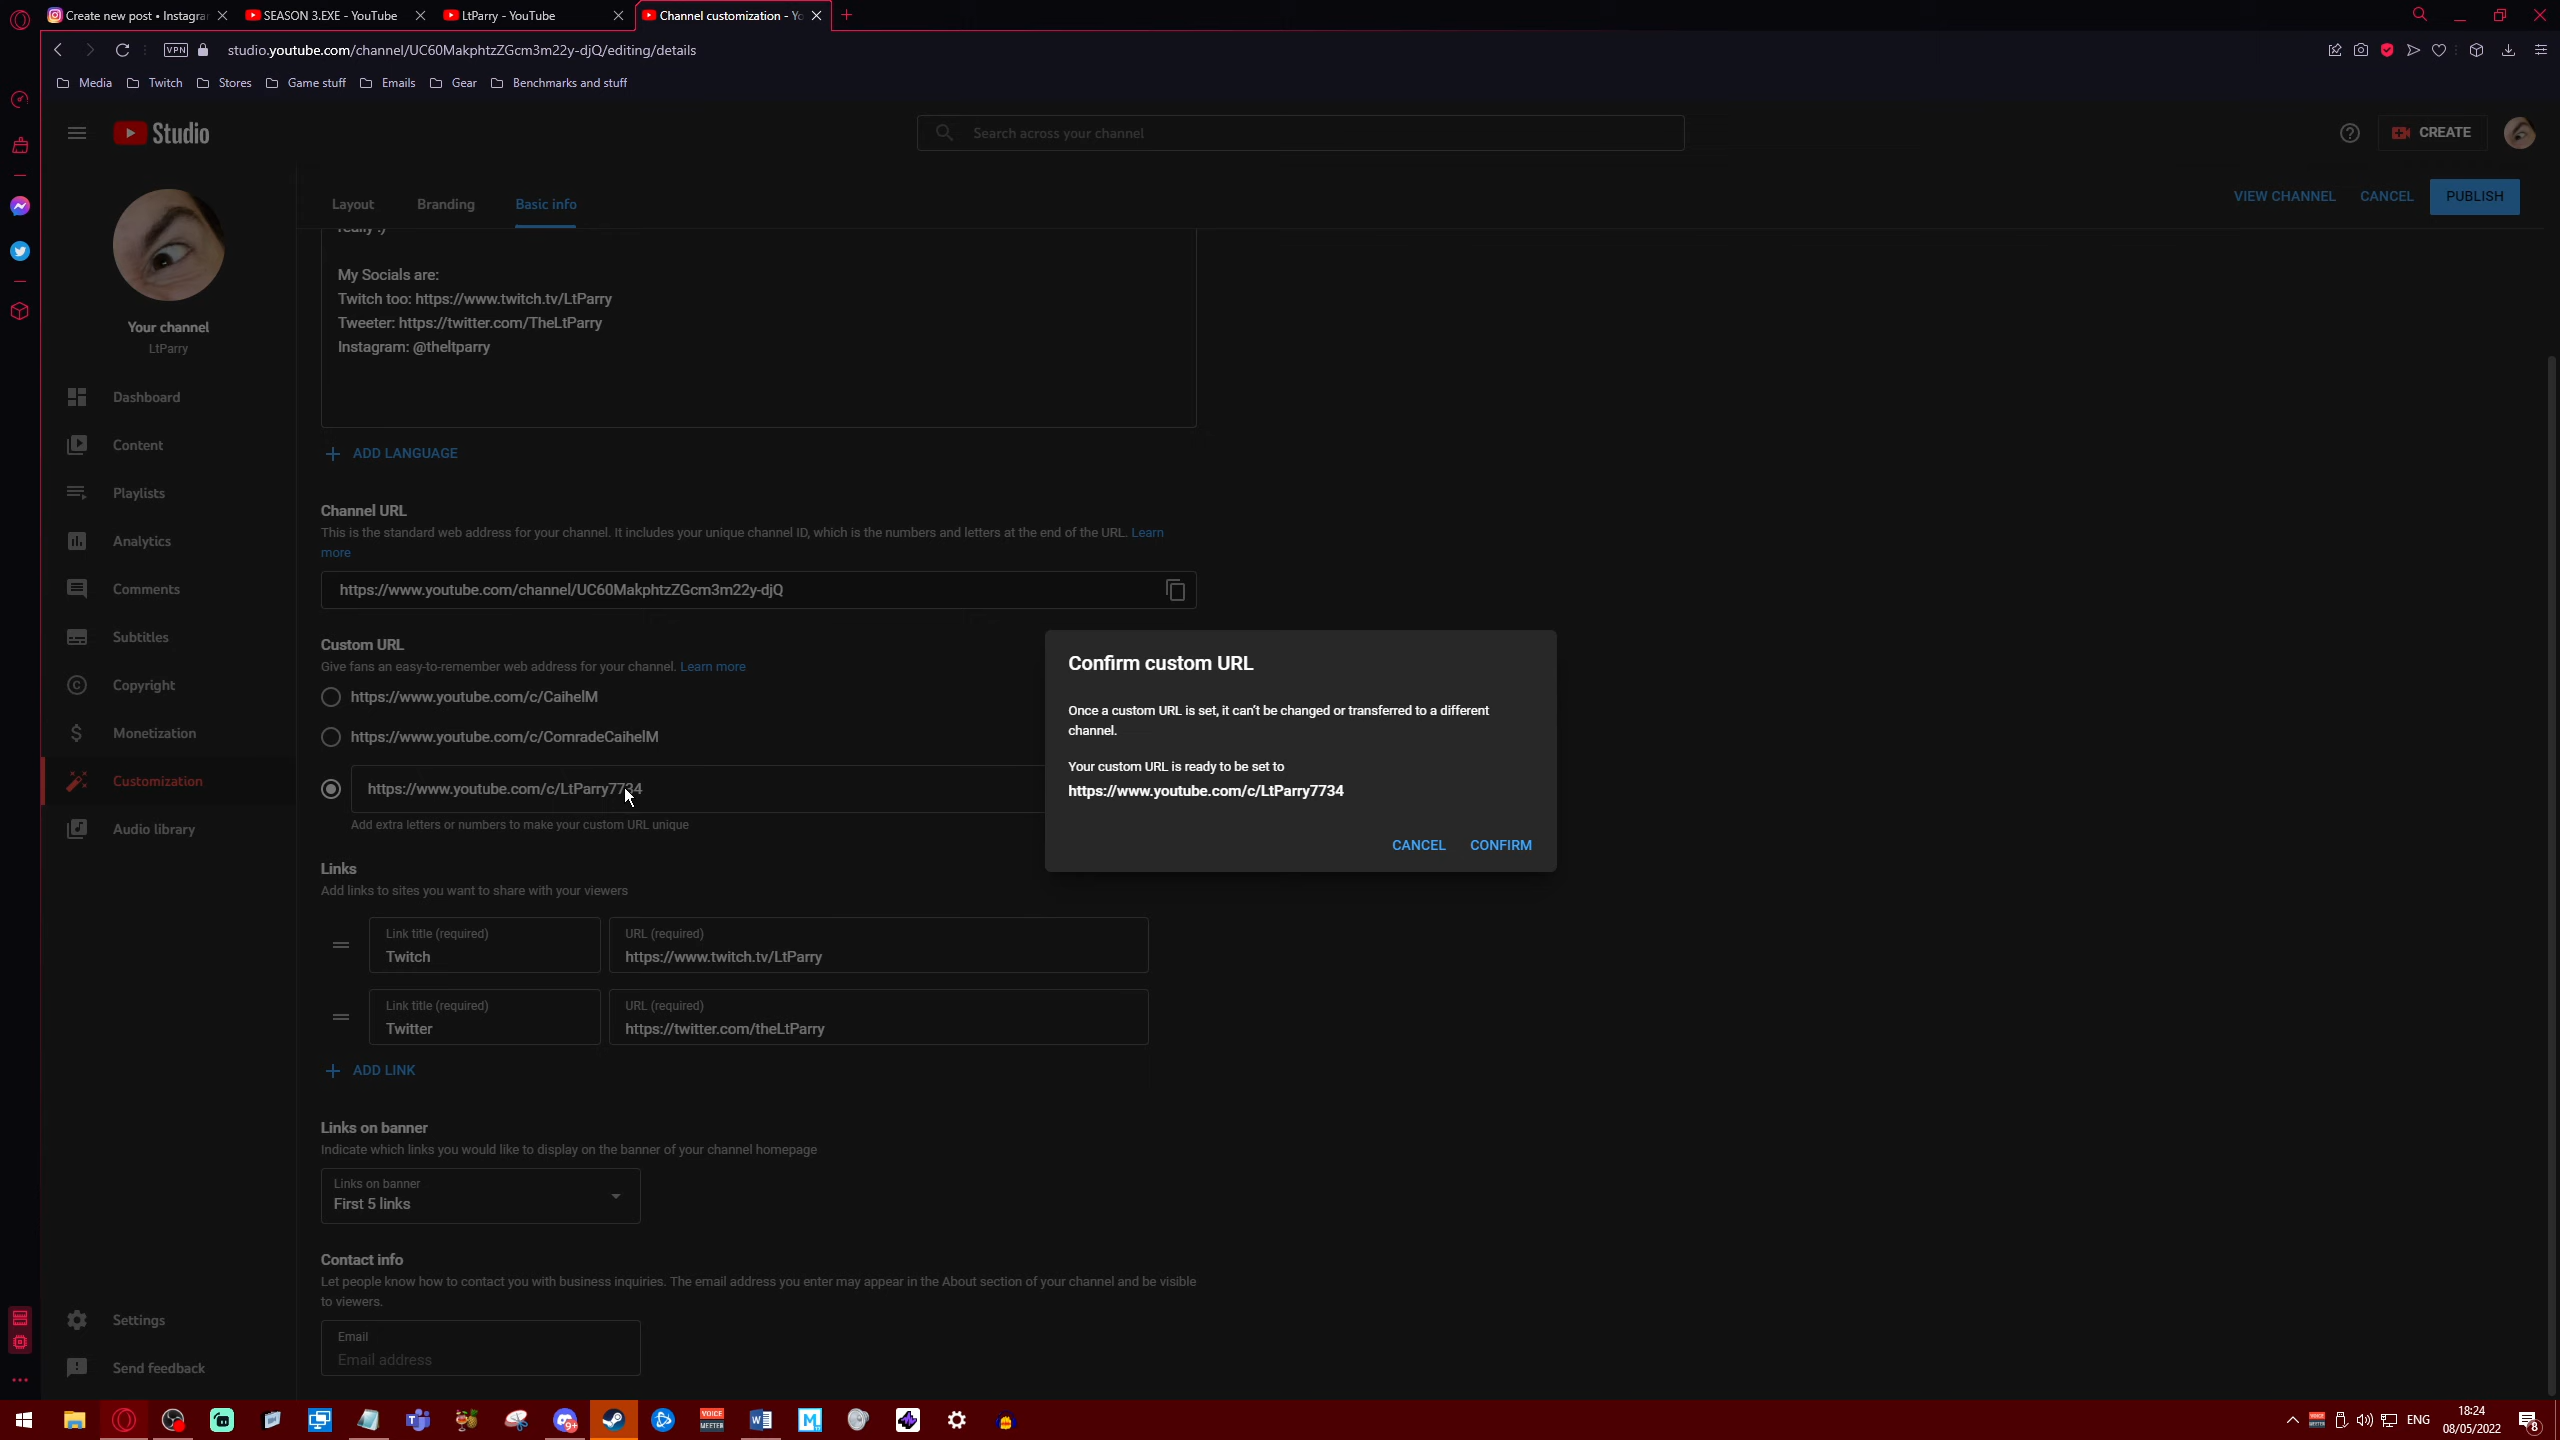 Create new post • Instagra
SEASON 3.EXE - YouTube
LtParry - YouTube
Channel customization - Yo
VPN
studio.youtube.com/channel/UC60MakphtzZGcm3m22y-djQ/editing/details
Media
Twitch
Stores
Game stuff
Emails
Gear
Benchmarks and stuff
Studio
Search across your channel
CREATE
Your channel
LtParry
Dashboard
Content
Playlists
Analytics
Comments
Subtitles
Copyright
Monetization
Customization
Audio library
Settings
Send feedback
Layout
Branding
Basic info
VIEW CHANNEL
CANCEL
PUBLISH
really :)
My Socials are:
Twitch too: https://www.twitch.tv/LtParry
Tweeter: https://twitter.com/TheLtParry
Instagram: @theltparry
ADD LANGUAGE
Channel URL
This is the standard web address for your channel. It includes your unique channel ID, which is the numbers and letters at the end of the URL. Learn
more
https://www.youtube.com/channel/UC60MakphtzZGcm3m22y-djQ
Custom URL
Give fans an easy-to-remember web address for your channel. Learn more
https://www.youtube.com/c/CaihelM
https://www.youtube.com/c/ComradeCaihelM
https://www.youtube.com/c/LtParry7734
Add extra letters or numbers to make your custom URL unique
Links
Add links to sites you want to share with your viewers
Link title (required)
Twitch
URL (required)
https://www.twitch.tv/LtParry
Link title (required)
Twitter
URL (required)
https://twitter.com/theLtParry
ADD LINK
Links on banner
Indicate which links you would like to display on the banner of your channel homepage
Links on banner
First 5 links
Contact info
Let people know how to contact you with business inquiries. The email address you enter may appear in the About section of your channel and be visible
to viewers.
Email
Email address
Confirm custom URL
Once a custom URL is set, it can't be changed or transferred to a different
channel.
Your custom URL is ready to be set to
https://www.youtube.com/c/LtParry7734
CANCEL
CONFIRM
9+
VOICE
MEETER
ENG
18:24
08/05/2022
8